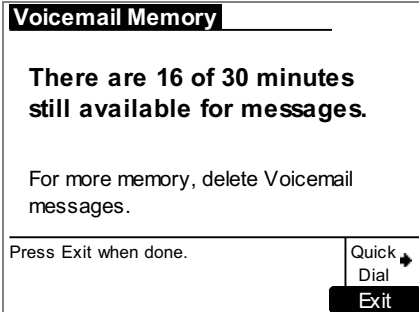 Voicemail Memory
There are 16 of 30 minutes
still available for messages.
For more memory, delete Voicemail
messages.
Press Exit when done.
Quick
Dial
Exit